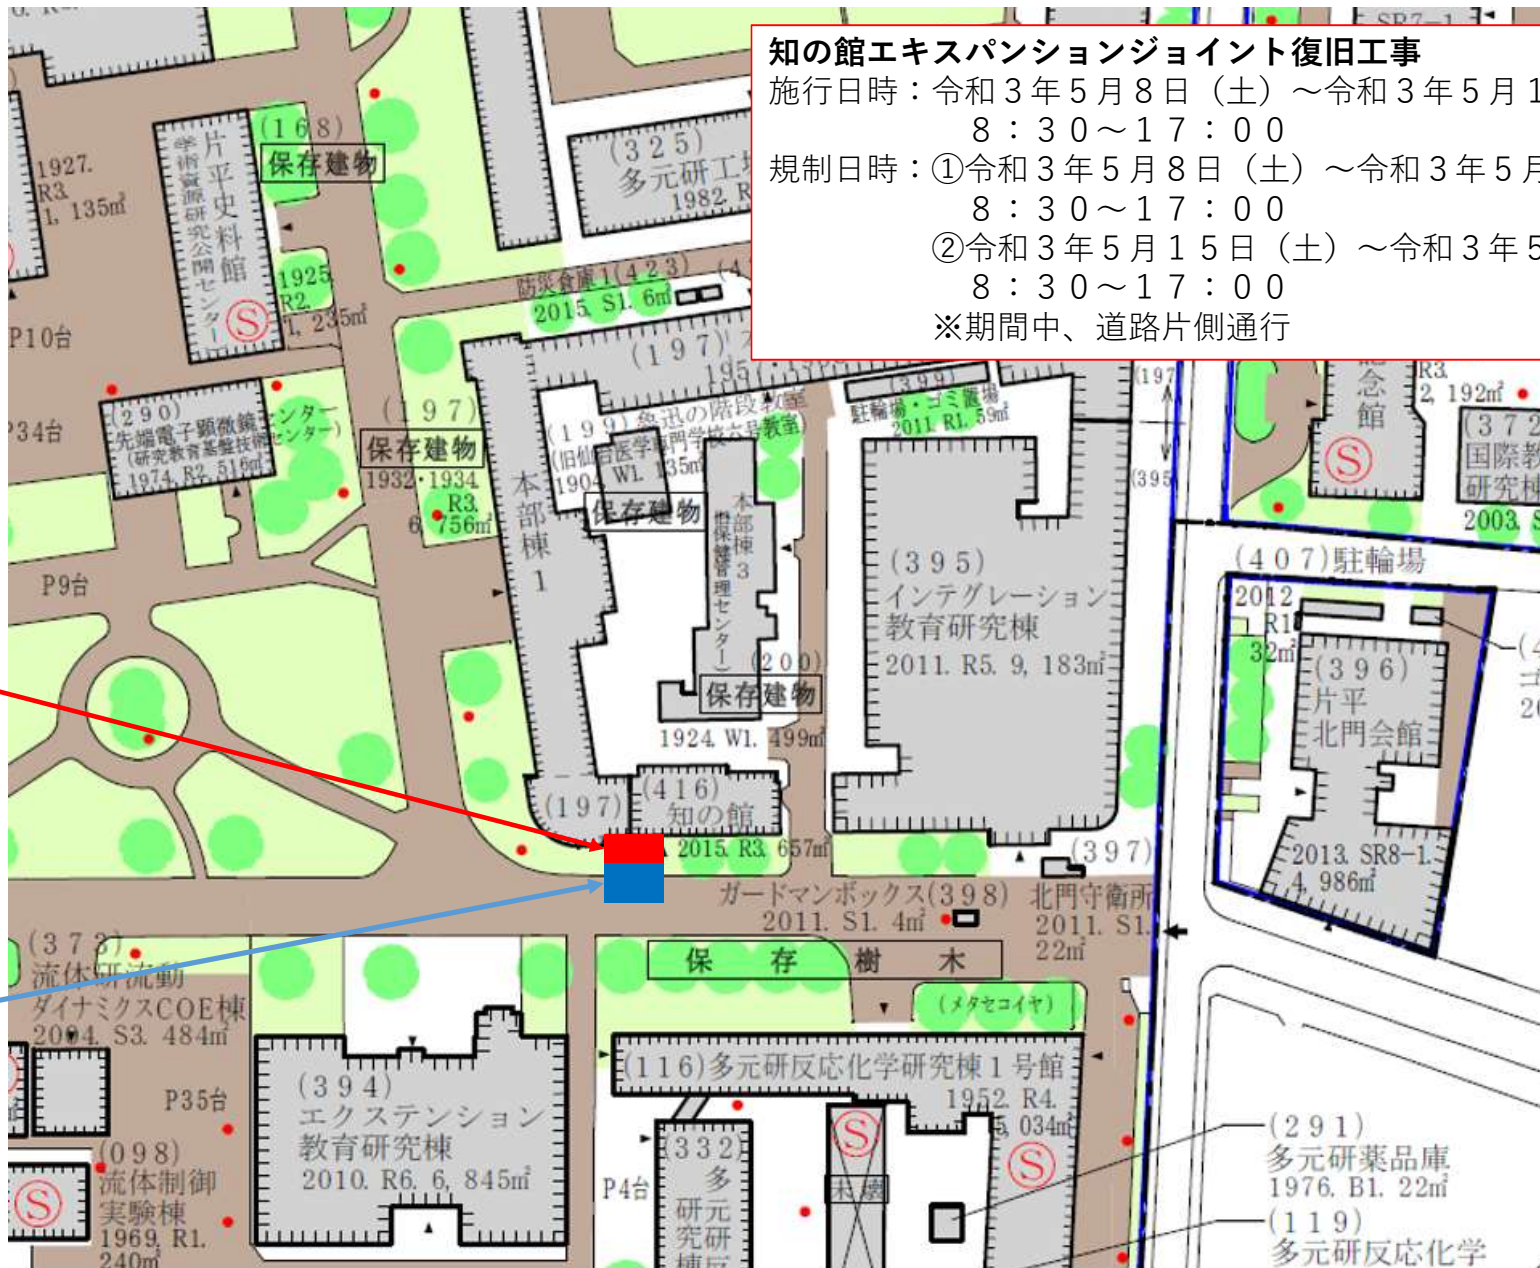 知の館エキスパンションジョイント復旧工事
施行日時：令和３年５月８日（土）～令和３年５月１
８：３０～１７：００
規制日時：①令和３年５月８日（土）～令和３年５月
８：３０～１７：００
②令和３年５月１５日（土）～令和３年５
８：３０～１７：００
※期間中、道路片側通行
SR7-1
(168)
保存建物
片平史料館
学術資源研究公開センター
1925.
R2.
1,235㎡
S
1927.
R3.
1,135㎡
P10台
(325)
多元研工場
1982. R
防災倉庫1(423)
2015. S1. 6㎡
(290)
先端電子顕微鏡センター
(研究教育基盤技術センター)
1974. R2. 516㎡
P34台
P9台
(197)
保存建物
1932・1934.
R3.
6,756㎡
本部棟1
(197)
(199)魯迅の階段教室
(旧仙台医学専門学校六号教室)
1904. W1. 135㎡
保存建物
本部棟3
旧保健管理センター)
(200)
保存建物
1924. W1. 499㎡
(399)
駐輪場・ゴミ置場
2011. R1. 59㎡
(395)
インテグレーション
教育研究棟
2011. R5. 9,183㎡
(197
(395
念館
S
R3.
2,192㎡
(372
国際教
研究棟
2003. S
(407)駐輪場
2012.
R1.
32㎡
(396)
片平
北門会館
2013. SR8-1.
4,986㎡
(197)
(416)
知の館
2015. R3. 657㎡
(397)
北門守衛所
2011. S1.
22㎡
ガードマンボックス(398)
2011. S1. 4㎡
保存樹木
(メタセコイヤ)
(373)
流体研流動
ダイナミクスCOE棟
2004. S3. 484㎡
P35台
(098)
流体制御
実験棟
1969. R1.
240㎡
S
(394)
エクステンション
教育研究棟
2010. R6. 6,845㎡
(116)多元研反応化学研究棟１号館
1952. R4.
5,034㎡
S
S
(332)
多元研
P4台
(291)
多元研薬品庫
1976. B1. 22㎡
(119)
多元研反応化学